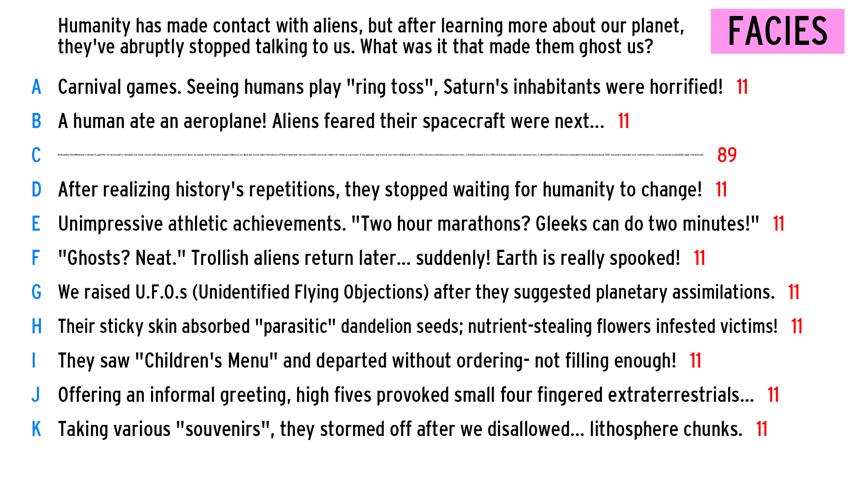 Humanity has made contact with aliens, but after learning more about our planet,
they've abruptly stopped talking to us. What was it that made them ghost us?
FACIES
A Carnival games. Seeing humans play "ring toss", Saturn's inhabitants were horrified! 11
B A human ate an aeroplane! Aliens feared their spacecraft were next... 11
C 89
D After realizing history's repetitions, they stopped waiting for humanity to change! 11
E Unimpressive athletic achievements. "Two hour marathons? Gleeks can do two minutes!" 11
F "Ghosts? Neat." Trollish aliens return later... suddenly! Earth is really spooked! 11
G We raised U.F.O.s (Unidentified Flying Objections) after they suggested planetary assimilations. 11
H Their sticky skin absorbed "parasitic" dandelion seeds; nutrient-stealing flowers infested victims! 11
I They saw "Children's Menu" and departed without ordering- not filling enough! 11
J Offering an informal greeting, high fives provoked small four fingered extraterrestrials... 11
K Taking various "souvenirs", they stormed off after we disallowed... lithosphere chunks. 11